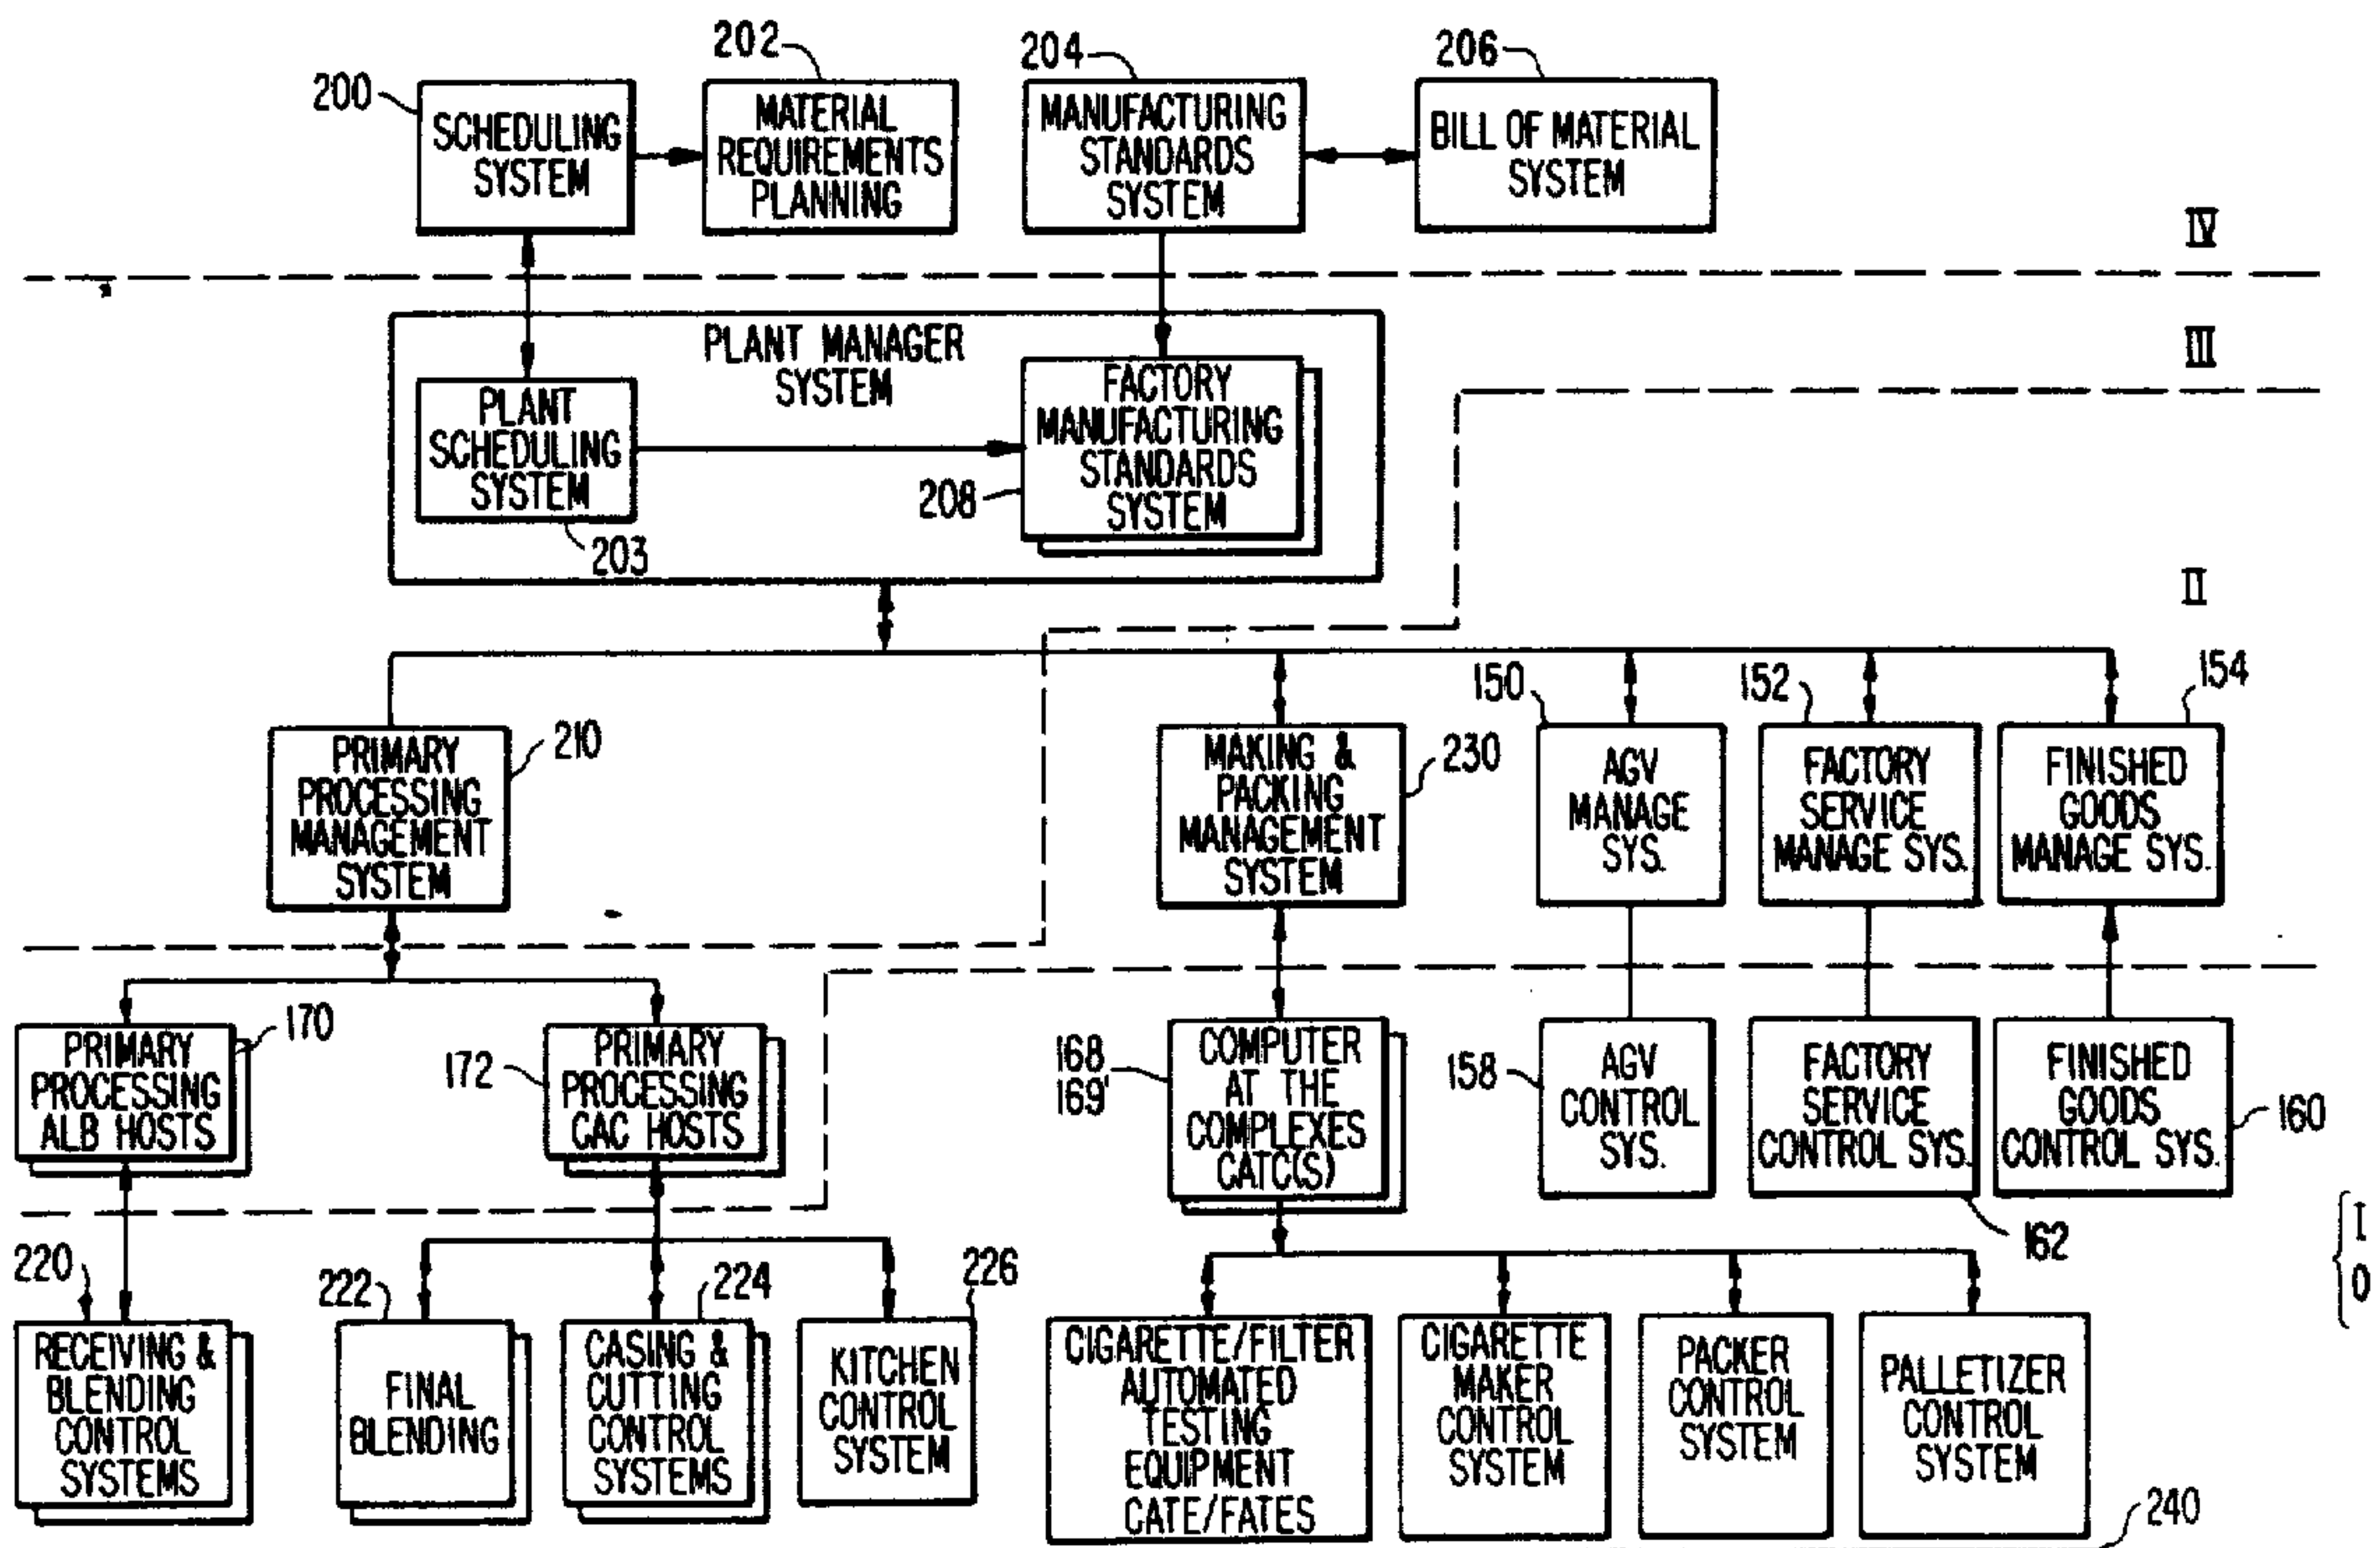 202
204
206
200
SCHEDULING
SYSTEM
MATERIAL
REQUIREMENTS
PLANNING
MANUFACTURING
STANDARDS
SYSTEM
BILL OF MATERIAL
SYSTEM
IV
III
PLANT MANAGER
SYSTEM
PLANT
SCHEDULING
SYSTEM
203
FACTORY
MANUFACTURING
STANDARDS
SYSTEM
208
II
210
PRIMARY
PROCESSING
MANAGEMENT
SYSTEM
MAKING &
PACKING
MANAGEMENT
SYSTEM
230
150
AGV
MANAGE
SYS.
152
FACTORY
SERVICE
MANAGE SYS.
154
FINISHED
GOODS
MANAGE SYS.
PRIMARY
PROCESSING
ALB HOSTS
170
172
PRIMARY
PROCESSING
CAC HOSTS
168
169'
COMPUTER
AT THE
COMPLEXES
CATC(S)
158
AGV
CONTROL
SYS.
FACTORY
SERVICE
CONTROL SYS.
162
FINISHED
GOODS
CONTROL SYS.
160
I
0
220
RECEIVING &
BLENDING
CONTROL
SYSTEMS
222
FINAL
BLENDING
224
CASING &
CUTTING
CONTROL
SYSTEMS
226
KITCHEN
CONTROL
SYSTEM
CIGARETTE/FILTER
AUTOMATED
TESTING
EQUIPMENT
CATE/FATES
CIGARETTE
MAKER
CONTROL
SYSTEM
PACKER
CONTROL
SYSTEM
PALLETIZER
CONTROL
SYSTEM
240